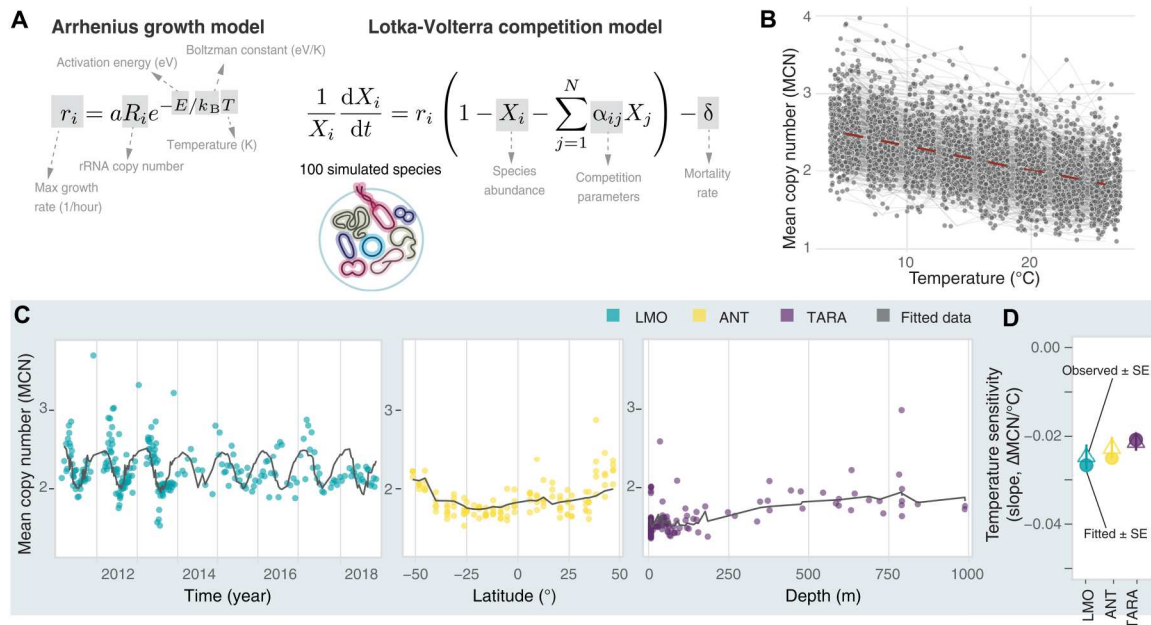 A
Arrhenius growth model
Boltzman constant (eV/K)
Activation energy (eV)
r_i = aR_i e^{−E/k_B T}
Temperature (K)
rRNA copy number
Max growth
rate (1/hour)
Lotka-Volterra competition model
1/X_i dX_i/dt = r_i (1 − X_i − ∑_{j=1}^{N} α_{ij}X_j) − δ
100 simulated species
Species
abundance
Competition
parameters
Mortality
rate
B
Mean copy number (MCN)
4
3
2
1
10
20
Temperature (°C)
C
LMO
ANT
TARA
Fitted data
Mean copy number (MCN)
3
2
2012
2014
2016
2018
Time (year)
3
2
−50
−25
0
25
50
Latitude (°)
3
2
0
250
500
750
1000
Depth (m)
D
Temperature sensitivity
(slope, ΔMCN/°C)
0.00
−0.02
−0.04
Observed ± SE
Fitted ± SE
LMO
ANT
TARA